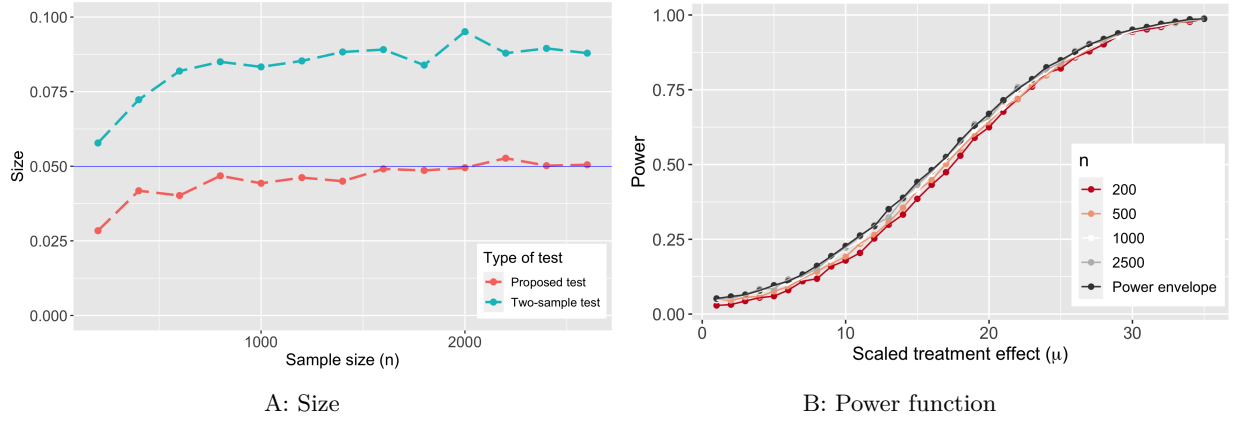 0.100
0.075
0.050
0.025
0.000
Size
1000
2000
Sample size (n)
Type of test
Proposed test
Two-sample test
A: Size
1.00
0.75
0.50
0.25
0.00
Power
0
10
20
30
Scaled treatment effect (μ)
n
200
500
1000
2500
Power envelope
B: Power function